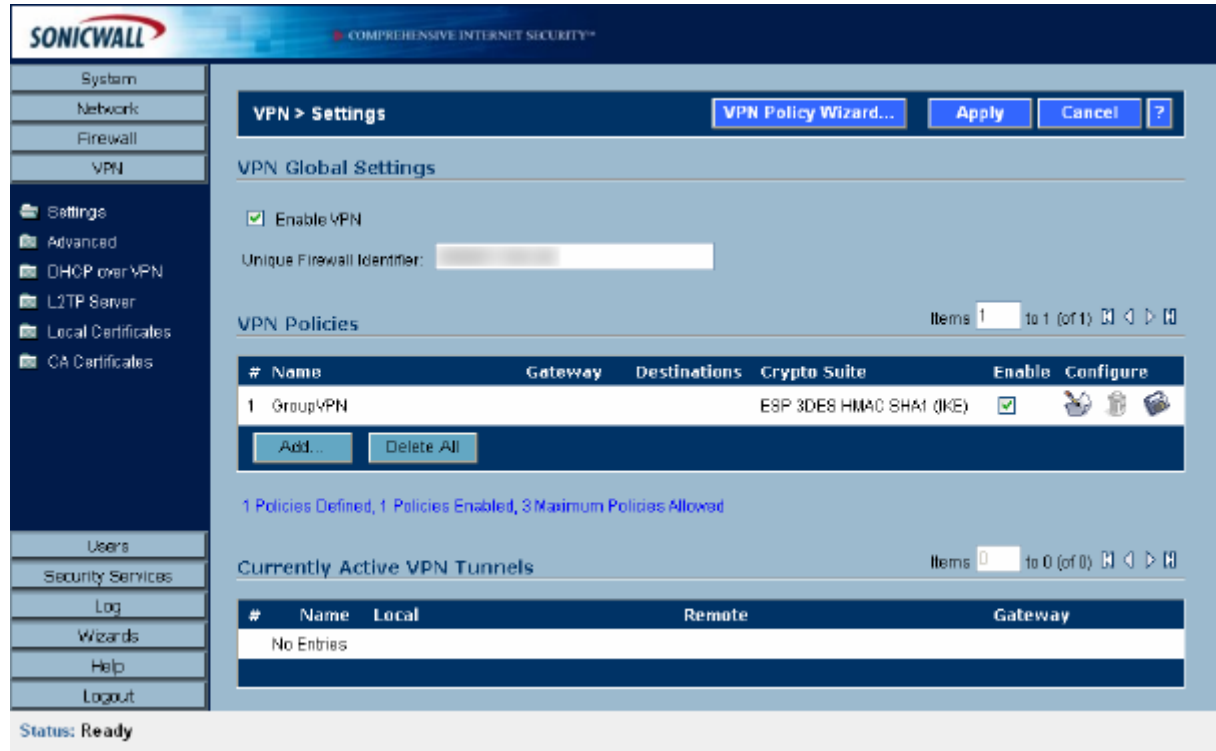 SONICWALL
COMPREHENSIVE INTERNET SECURITY™
System
Network
Firewall
VPN
Settings
Advanced
DHCP over VPN
L2TP Server
Local Certificates
CA Certificates
Users
Security Services
Log
Wizards
Help
Logout
VPN > Settings
VPN Policy Wizard... Apply Cancel ?
VPN Global Settings
Enable VPN
Unique Firewall Identifier:
VPN Policies
Items 1 to 1 (of 1)
# Name Gateway Destinations Crypto Suite Enable Configure
1 GroupVPN ESP 3DES HMAC SHA1 (IKE)
Add... Delete All
1 Policies Defined, 1 Policies Enabled, 3 Maximum Policies Allowed
Currently Active VPN Tunnels
Items 0 to 0 (of 0)
# Name Local Remote Gateway
No Entries
Status: Ready